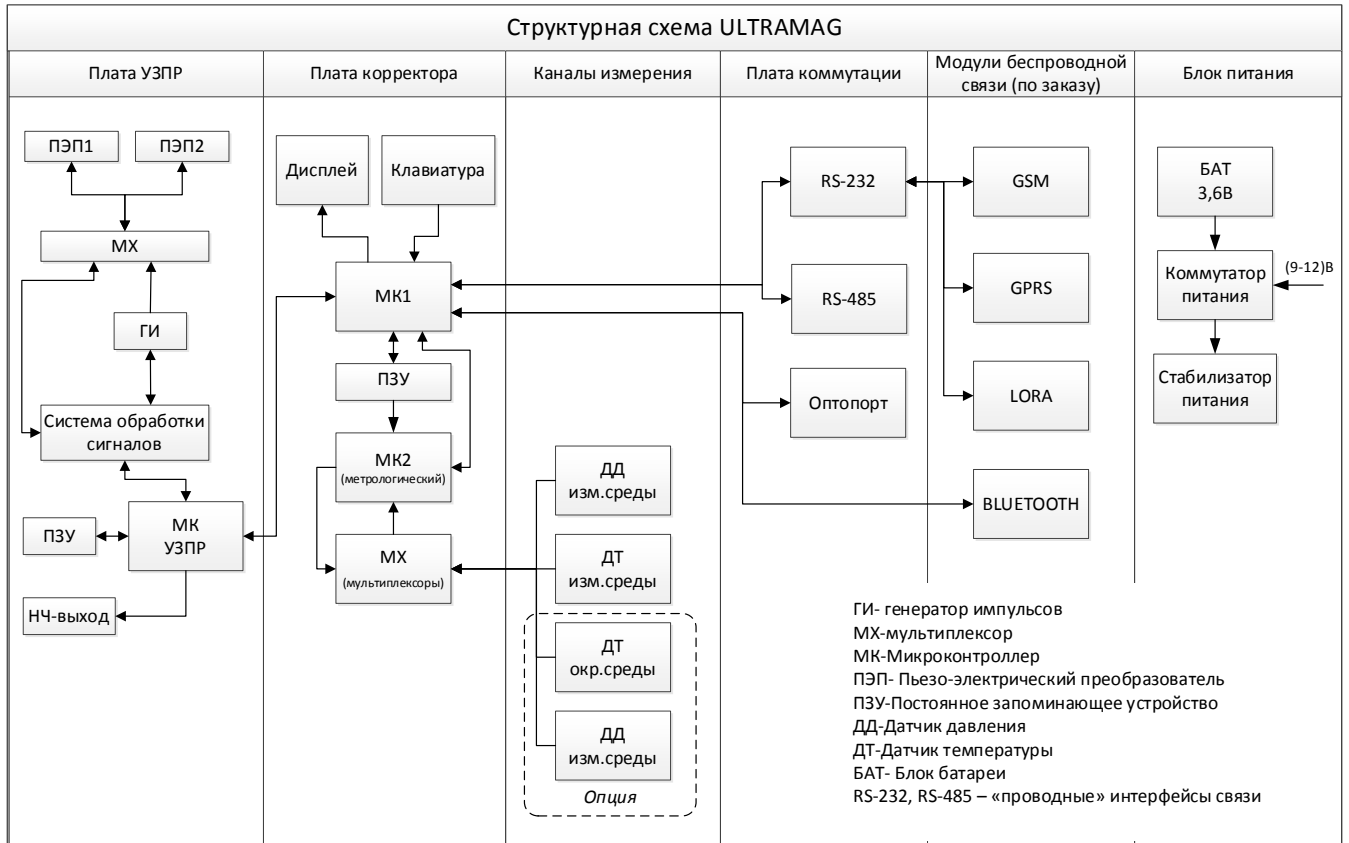 Структурная схема ULTRAMAG
Плата УЗПР
Плата корректора
Каналы измерения
Плата коммутации
Модули беспроводной
связи (по заказу)
Блок питания
ПЭП1
ПЭП2
МХ
ГИ
Система обработки
сигналов
ПЗУ
МК
УЗПР
НЧ-выход
Дисплей
Клавиатура
МК1
ПЗУ
МК2
(метрологический)
МХ
(мультиплексоры)
ДД
изм.среды
ДТ
изм.среды
ДТ
окр.среды
ДД
изм.среды
Опция
RS-232
RS-485
Оптопорт
GSM
GPRS
LORA
BLUETOOTH
БАТ
3,6В
Коммутатор
питания
(9-12)В
Стабилизатор
питания
ГИ- генератор импульсов
МХ-мультиплексор
МК-Микроконтроллер
ПЭП- Пьезо-электрический преобразователь
ПЗУ-Постоянное запоминающее устройство
ДД-Датчик давления
ДТ-Датчик температуры
БАТ- Блок батареи
RS-232, RS-485 – «проводные» интерфейсы связи